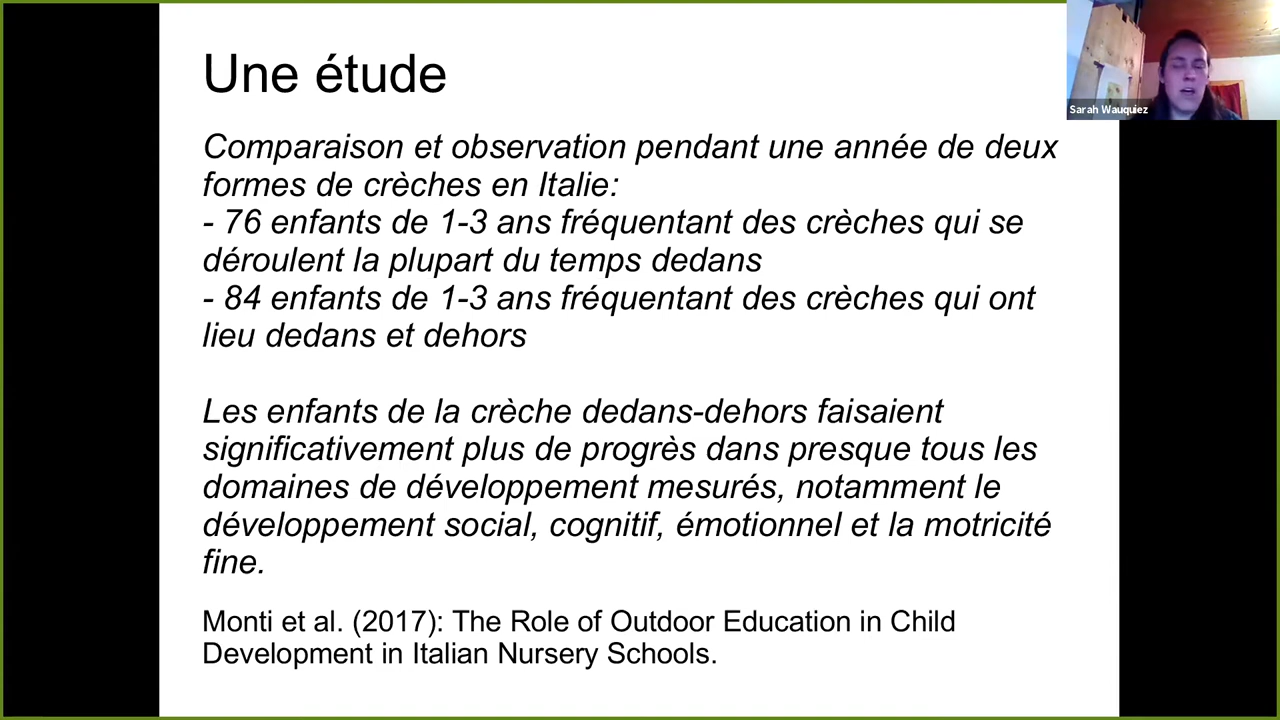 Une étude
Comparaison et observation pendant une année de deux
formes de crèches en Italie:
- 76 enfants de 1-3 ans fréquentant des crèches qui se
déroulent la plupart du temps dedans
- 84 enfants de 1-3 ans fréquentant des crèches qui ont
lieu dedans et dehors
Les enfants de la crèche dedans-dehors faisaient
significativement plus de progrès dans presque tous les
domaines de développement mesurés, notamment le
développement social, cognitif, émotionnel et la motricité
fine.
Monti et al. (2017): The Role of Outdoor Education in Child
Development in Italian Nursery Schools.
Sarah Wauquiez